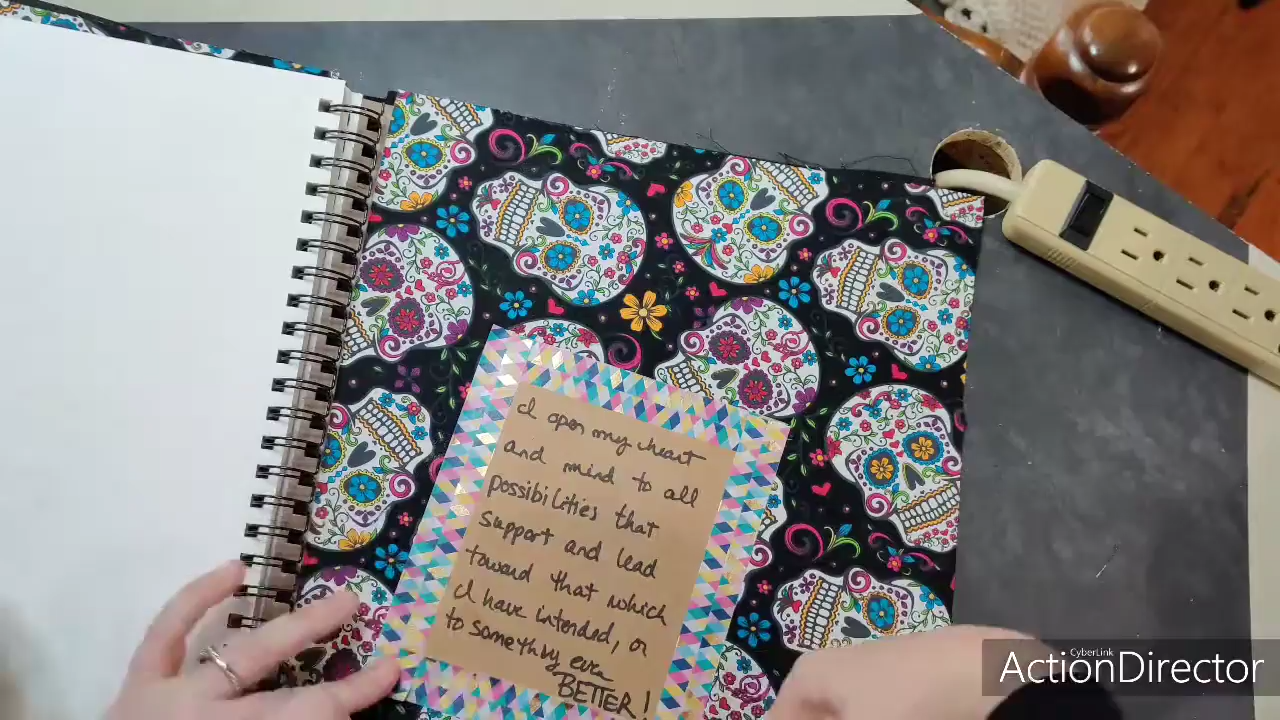 I open my heart
and mind to all
possibilities that
support and lead
toward that which
I have intended, or
to something even
BETTER!
CyberLink
ActionDirector